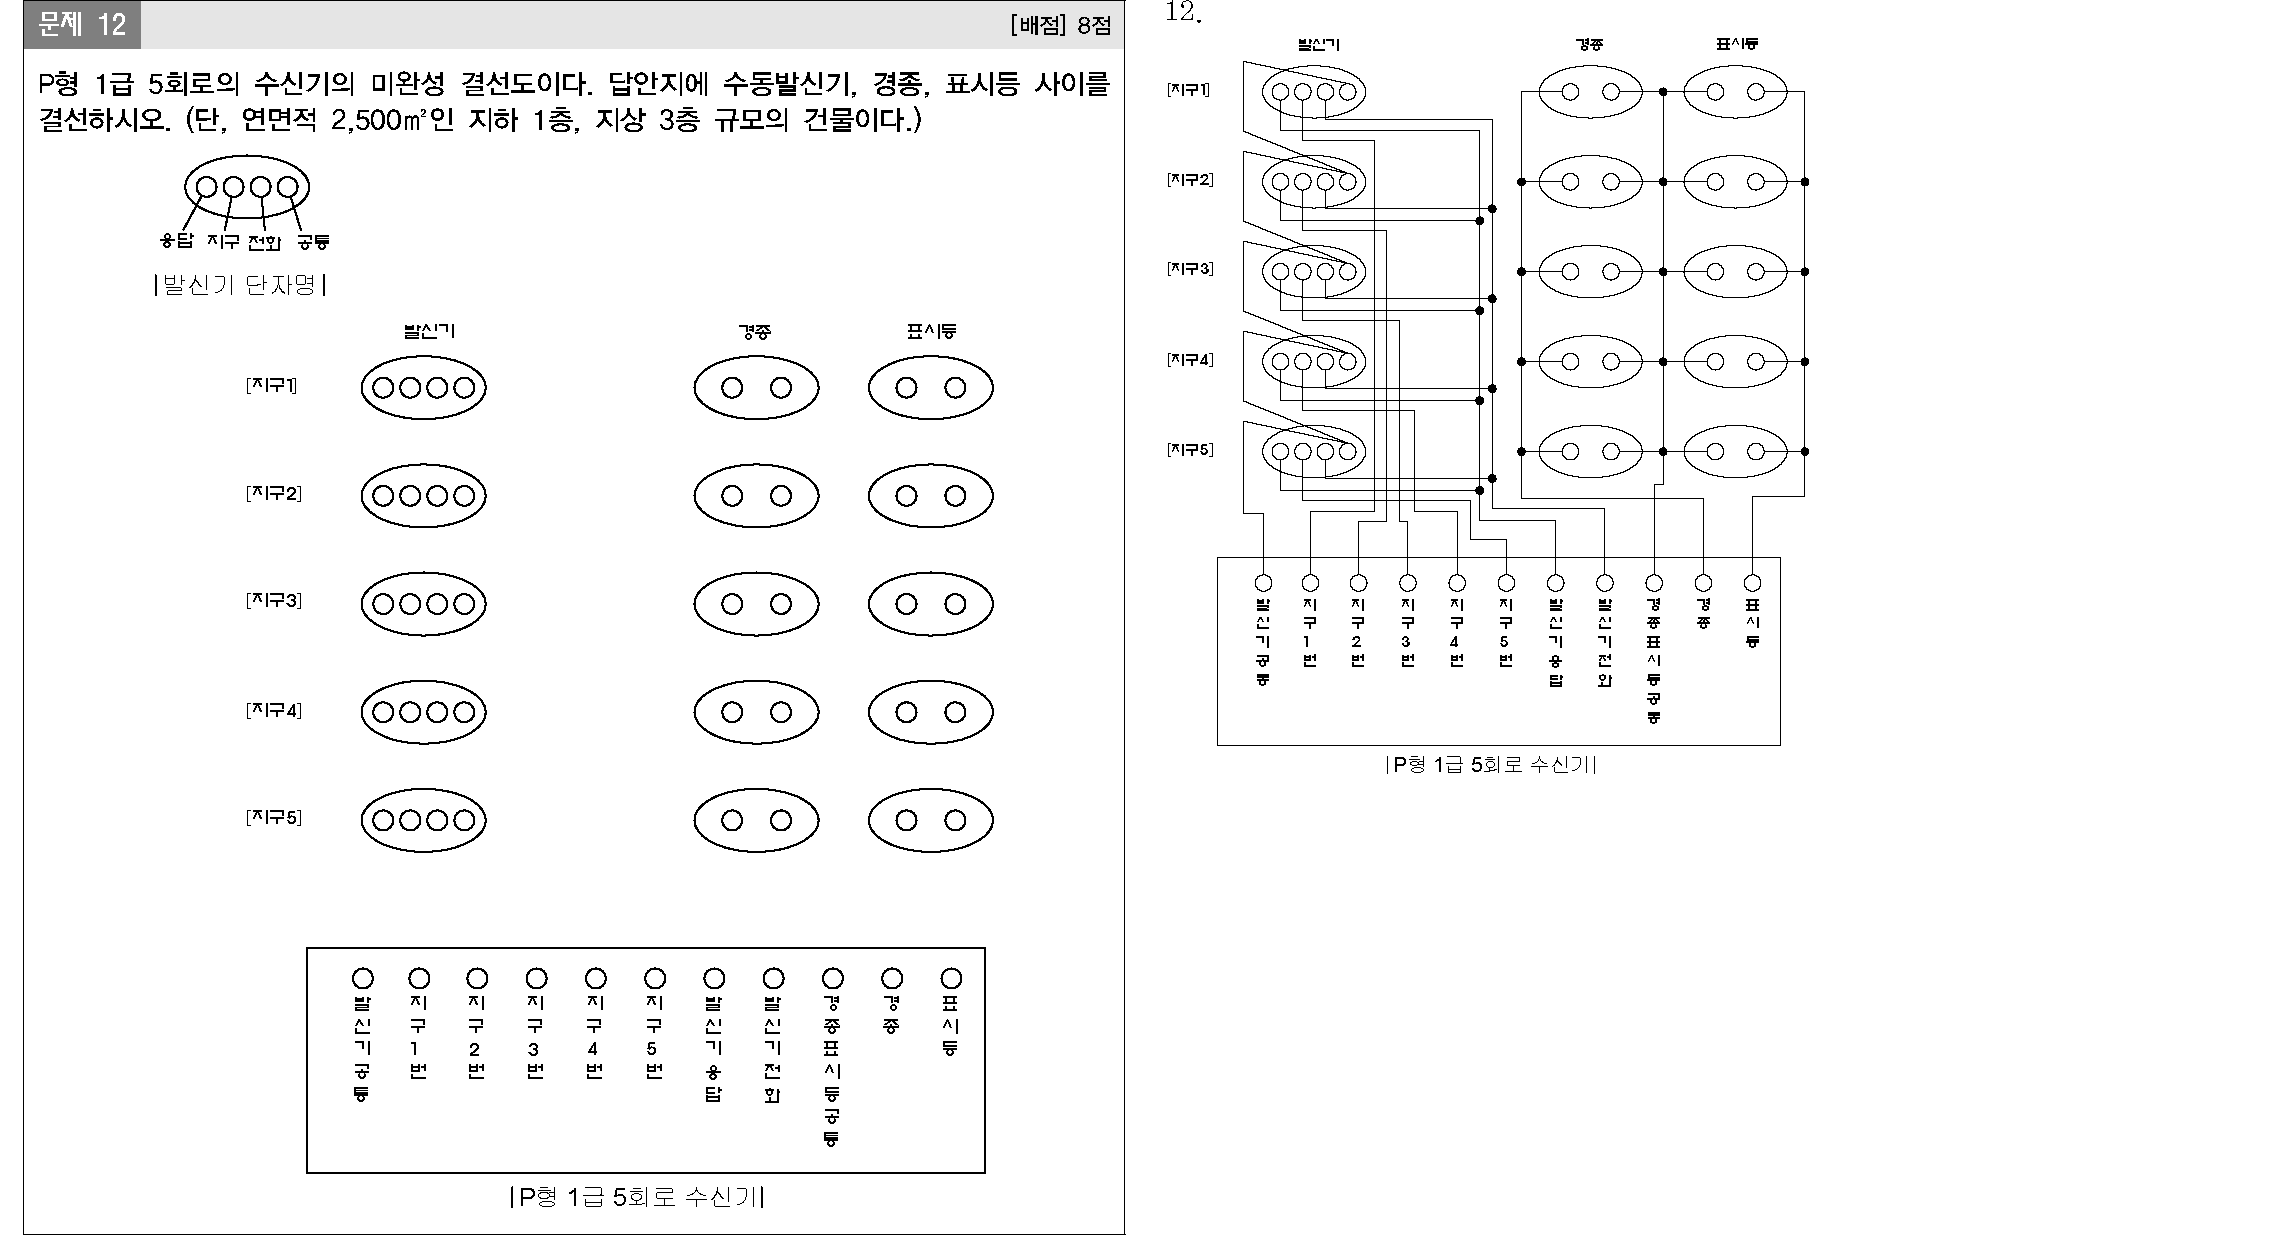 문제 12
[배점] 8점
P형 1급 5회로의 수신기의 미완성 결선도이다. 답안지에 수동발신기, 경종, 표시등 사이를
결선하시오. (단, 연면적 2,500㎡인 지하 1층, 지상 3층 규모의 건물이다.)
응답 지구 전화 공통
|발신기 단자명|
발신기 경종 표시등
[지구1]
[지구2]
[지구3]
[지구4]
[지구5]
발신기공통
지구1번
지구2번
지구3번
지구4번
지구5번
발신기응답
발신기전화
경종표시등공통
경종
표시등
|P형 1급 5회로 수신기|
12.
발신기 경종 표시등
[지구1]
[지구2]
[지구3]
[지구4]
[지구5]
발신기공통
지구1번
지구2번
지구3번
지구4번
지구5번
발신기응답
발신기전화
경종표시등공통
경종
표시등
|P형 1급 5회로 수신기|